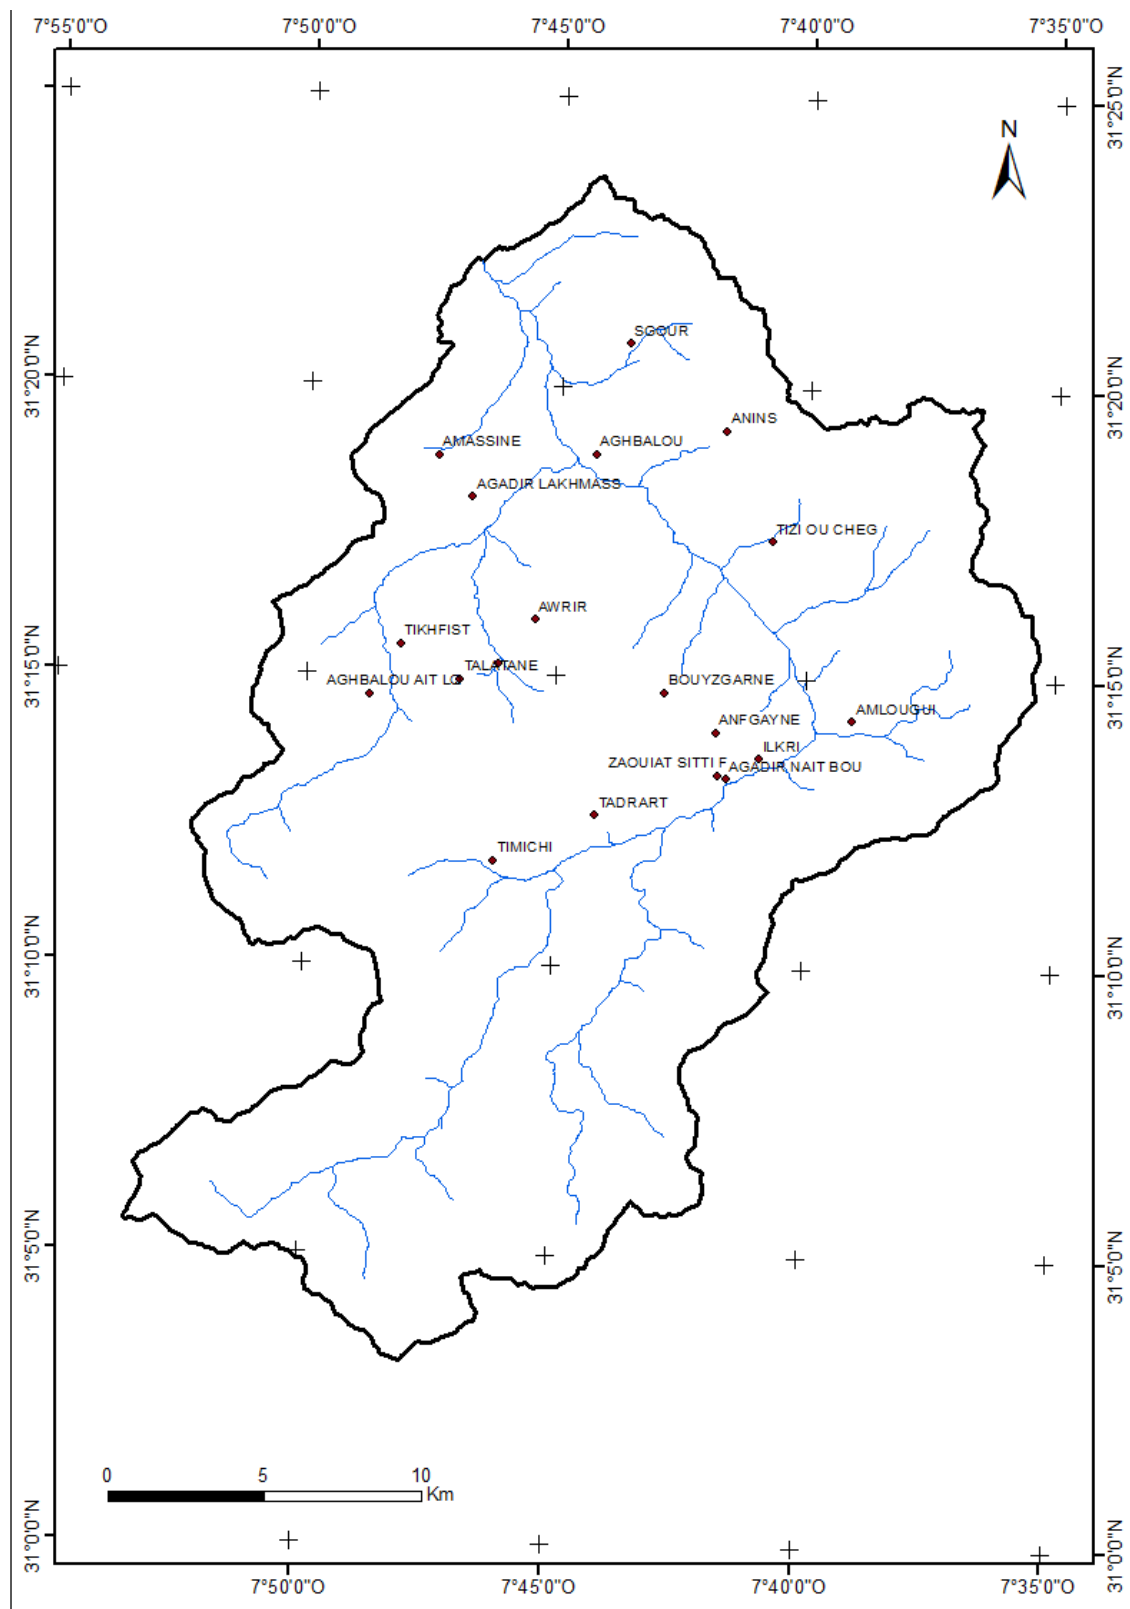 7°55'0"O 7°50'0"O 7°45'0"O 7°40'0"O 7°35'0"O
31°25'0"N
N
SGOUR
31°20'0"N
31°20'0"N
ANINS
AMASSINE
AGHBALOU
AGADIR LAKHMASS
TIZI OU CHEG
AWRIR
TIKHFIST
31°15'0"N
31°15'0"N
TALATANE
AGHBALOU AIT LG
BOUYZGARNE
AMLOUGUI
ANFGAYNE
ILKRI
ZAOUIAT SITTI F
AGADIR NAIT BOU
TADRART
TIMICHI
31°10'0"N
31°10'0"N
31°5'0"N
31°5'0"N
0 5 10
Km
31°0'0"N
31°0'0"N
7°50'0"O 7°45'0"O 7°40'0"O 7°35'0"O